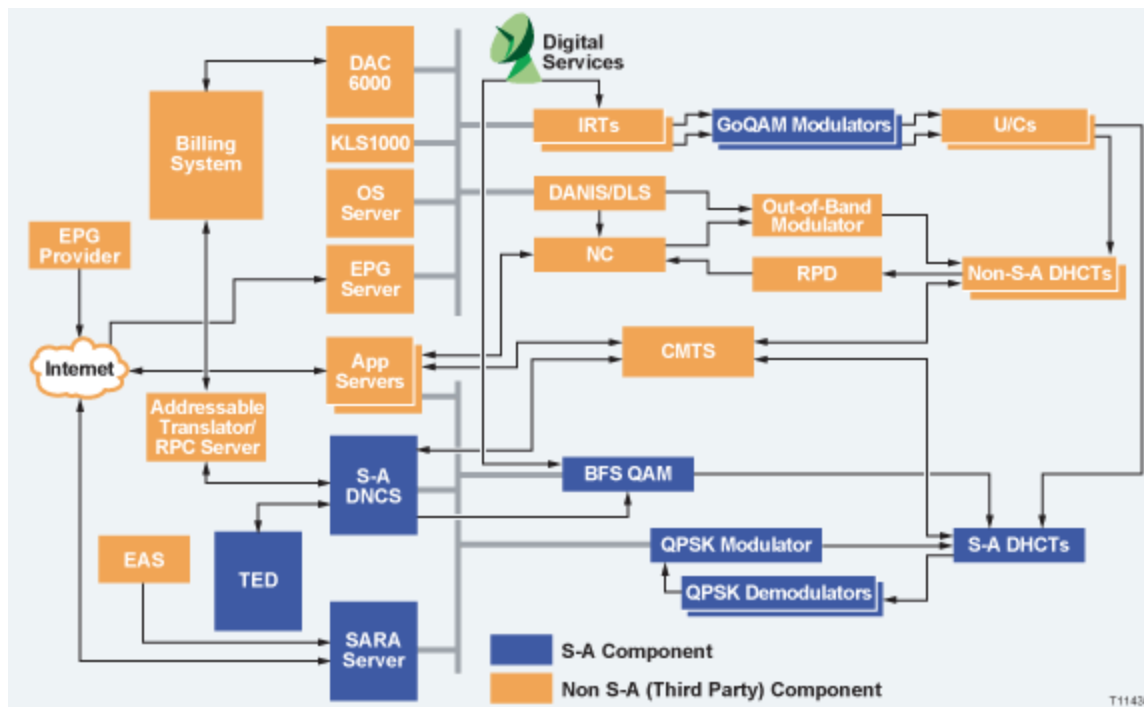 Digital
Services
DAC
6000
Billing
System
KLS1000
IRTs
GoQAM Modulators
U/Cs
OS
Server
DANIS/DLS
Out-of-Band
Modulator
EPG
Provider
EPG
Server
NC
RPD
Non-S-A DHCTs
Internet
App
Servers
CMTS
Addressable
Translator/
RPC Server
S-A
DNCS
BFS QAM
EAS
TED
QPSK Modulator
S-A DHCTs
QPSK Demodulators
SARA
Server
S-A Component
Non S-A (Third Party) Component
T1143